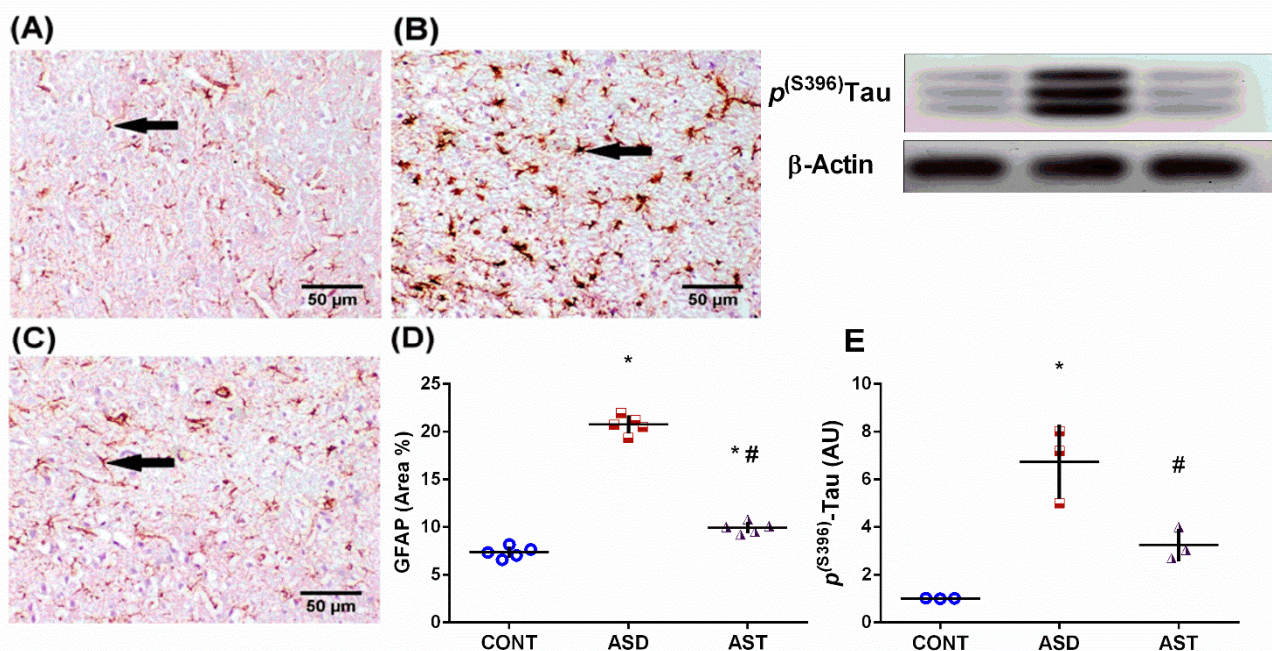 (A)
50 µm
(B)
50 µm
p(S396)Tau
β-Actin
(C)
50 µm
(D)
GFAP (Area %)
25
20
15
10
5
0
*
* #
CONT
ASD
AST
E
p(S396)-Tau (AU)
10
8
6
4
2
0
*
#
CONT
ASD
AST